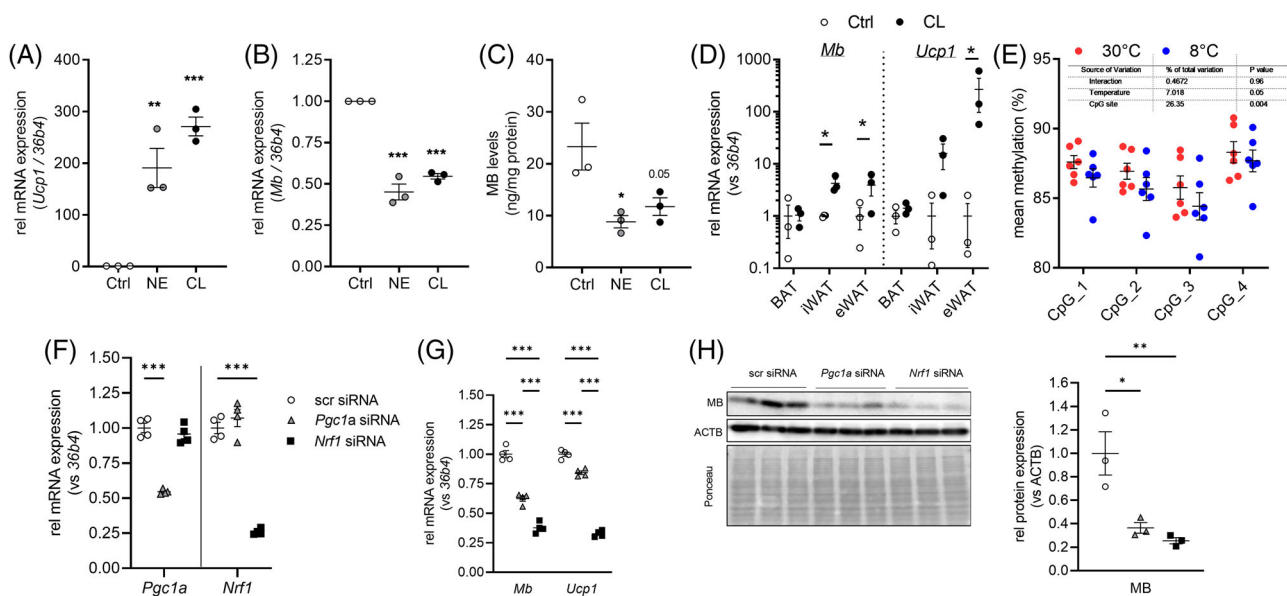 (A)
rel mRNA expression
(Ucp1 / 36b4)
400
300
200
100
0
**
***
Ctrl
NE
CL
(B)
rel mRNA expression
(Mb / 36b4)
1.25
1.00
0.75
0.50
0.25
0.00
***
***
Ctrl
NE
CL
(C)
MB levels
(ng/mg protein)
40
30
20
10
0
*
0.05
Ctrl
NE
CL
Ctrl
CL
(D)
Mb
Ucp1
rel mRNA expression
(vs 36b4)
1000
100
10
1
0.1
*
*
*
BAT
iWAT
eWAT
BAT
iWAT
eWAT
(E)
30°C
8°C
Source of Variation % of total variation P value
Interaction 0.4672 0.96
Temperature 7.018 0.05
CpG site 26.35 0.004
mean methylation (%)
95
90
85
80
CpG_1
CpG_2
CpG_3
CpG_4
(F)
rel mRNA expression
(vs 36b4)
1.50
1.25
1.00
0.75
0.50
0.25
0.00
***
***
Pgc1a
Nrf1
scr siRNA
Pgc1a siRNA
Nrf1 siRNA
(G)
rel mRNA expression
(vs 36b4)
1.50
1.25
1.00
0.75
0.50
0.25
0.00
*** ***
*** ***
*** ***
Mb
Ucp1
(H)
scr siRNA
Pgc1a siRNA
Nrf1 siRNA
MB
ACTB
Ponceau
rel protein expression
(vs ACTB)
1.6
1.4
1.2
1.0
0.8
0.6
0.4
0.2
0.0
**
*
MB